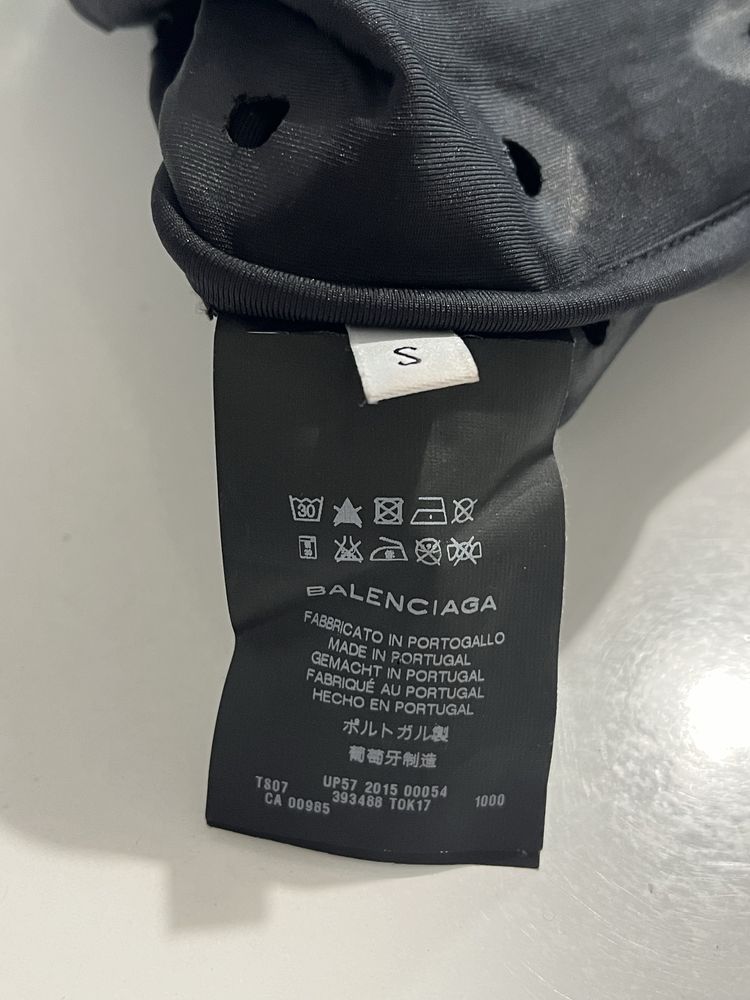 S
30
BALENCIAGA
FABBRICATO IN PORTOGALLO
MADE IN PORTUGAL
GEMACHT IN PORTUGAL
FABRIQUÉ AU PORTUGAL
HECHO EN PORTUGAL
ポルトガル製
葡萄牙制造
TS07 UP57 2015 00054
CA 00985 393488 TOK17 1000